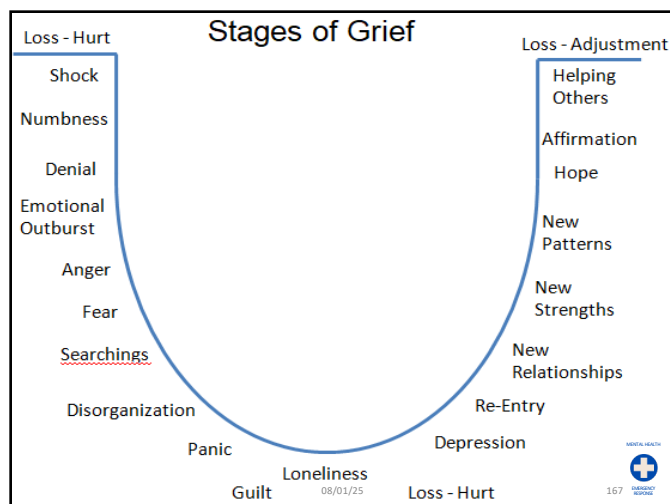 Stages of Grief
Loss - Hurt
Shock
Numbness
Denial
Emotional
Outburst
Anger
Fear
Searchings
Disorganization
Panic
Guilt
Loneliness
Loss - Hurt
Depression
Re-Entry
New
Relationships
New
Strengths
New
Patterns
Hope
Affirmation
Helping
Others
Loss - Adjustment
08/01/25
167
MENTAL HEALTH
EMERGENCY
RESPONSE